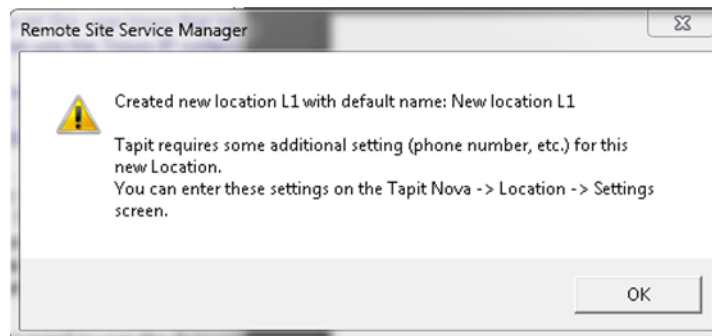 Remote Site Service Manager
Created new location L1 with default name: New location L1
Tapit requires some additional setting (phone number, etc.) for this
new Location.
You can enter these settings on the Tapit Nova -> Location -> Settings
screen.
OK